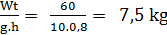 Wt/g.h = 60/10.0,8 = 7,5 kg